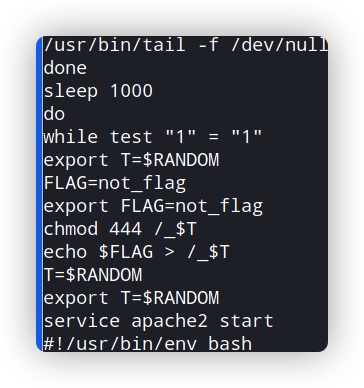 /usr/bin/tail -f /dev/null
done
sleep 1000
do
while test "1" = "1"
export T=$RANDOM
FLAG=not_flag
export FLAG=not_flag
chmod 444 /_$T
echo $FLAG > /_$T
T=$RANDOM
export T=$RANDOM
service apache2 start
#!/usr/bin/env bash